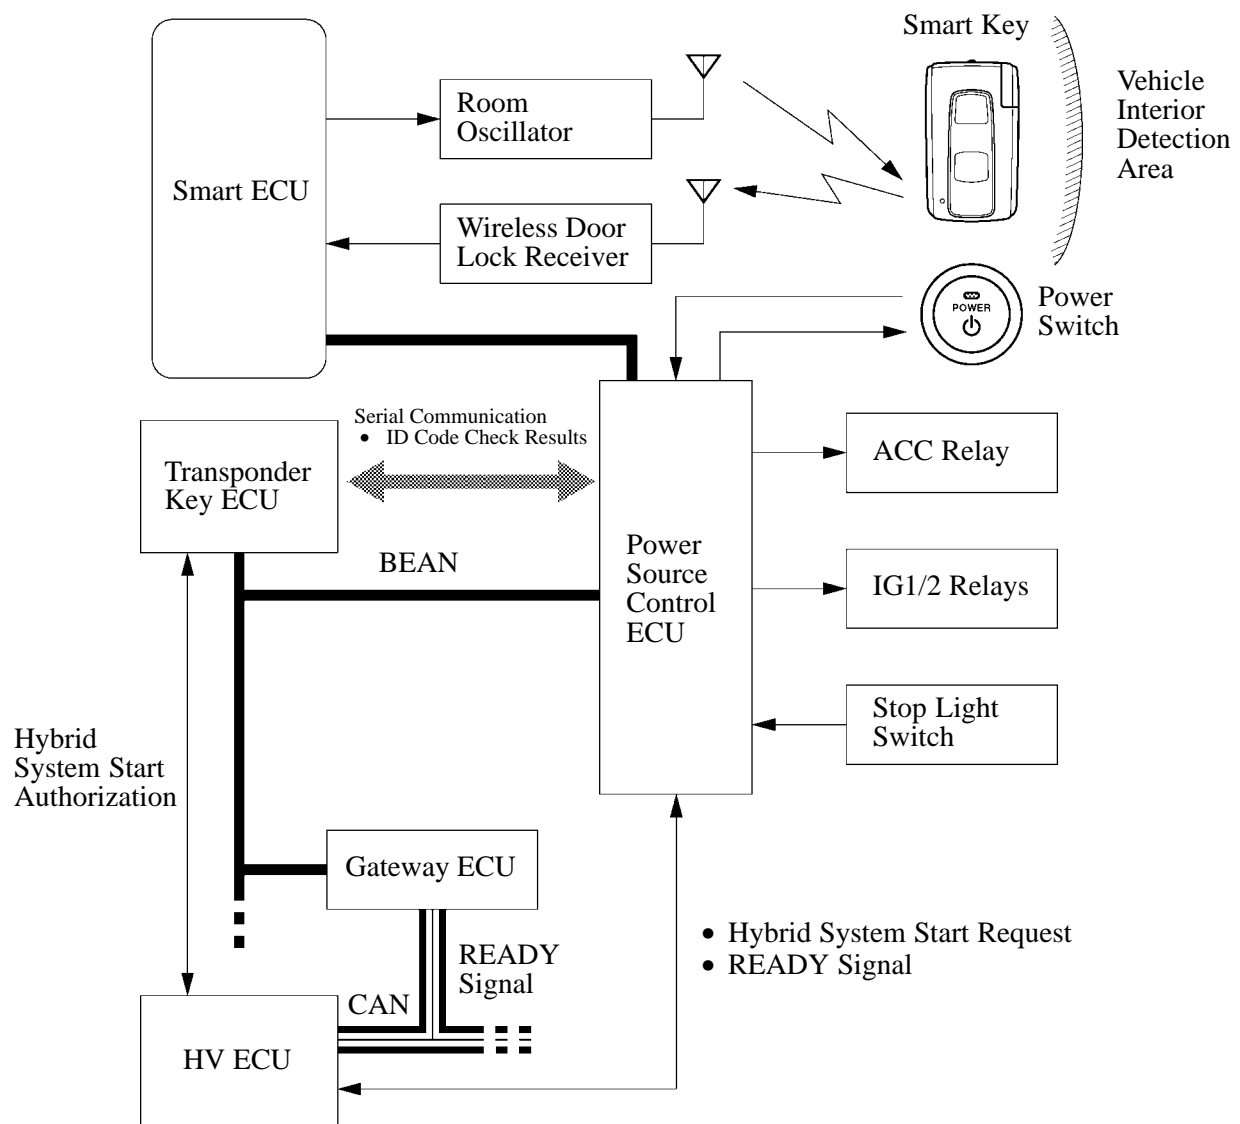 Smart Key
Vehicle
Interior
Detection
Area
Room
Oscillator
Smart ECU
Wireless Door
Lock Receiver
POWER
Power
Switch
Serial Communication
• ID Code Check Results
Transponder
Key ECU
ACC Relay
BEAN
Power
Source
Control
ECU
IG1/2 Relays
Stop Light
Switch
Hybrid
System Start
Authorization
Gateway ECU
• Hybrid System Start Request
• READY Signal
READY
Signal
CAN
HV ECU